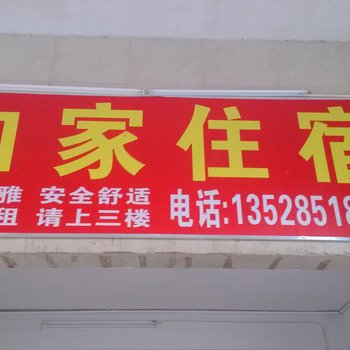 家住宿
雅 安全舒适
租 请上三楼
电话:13528518